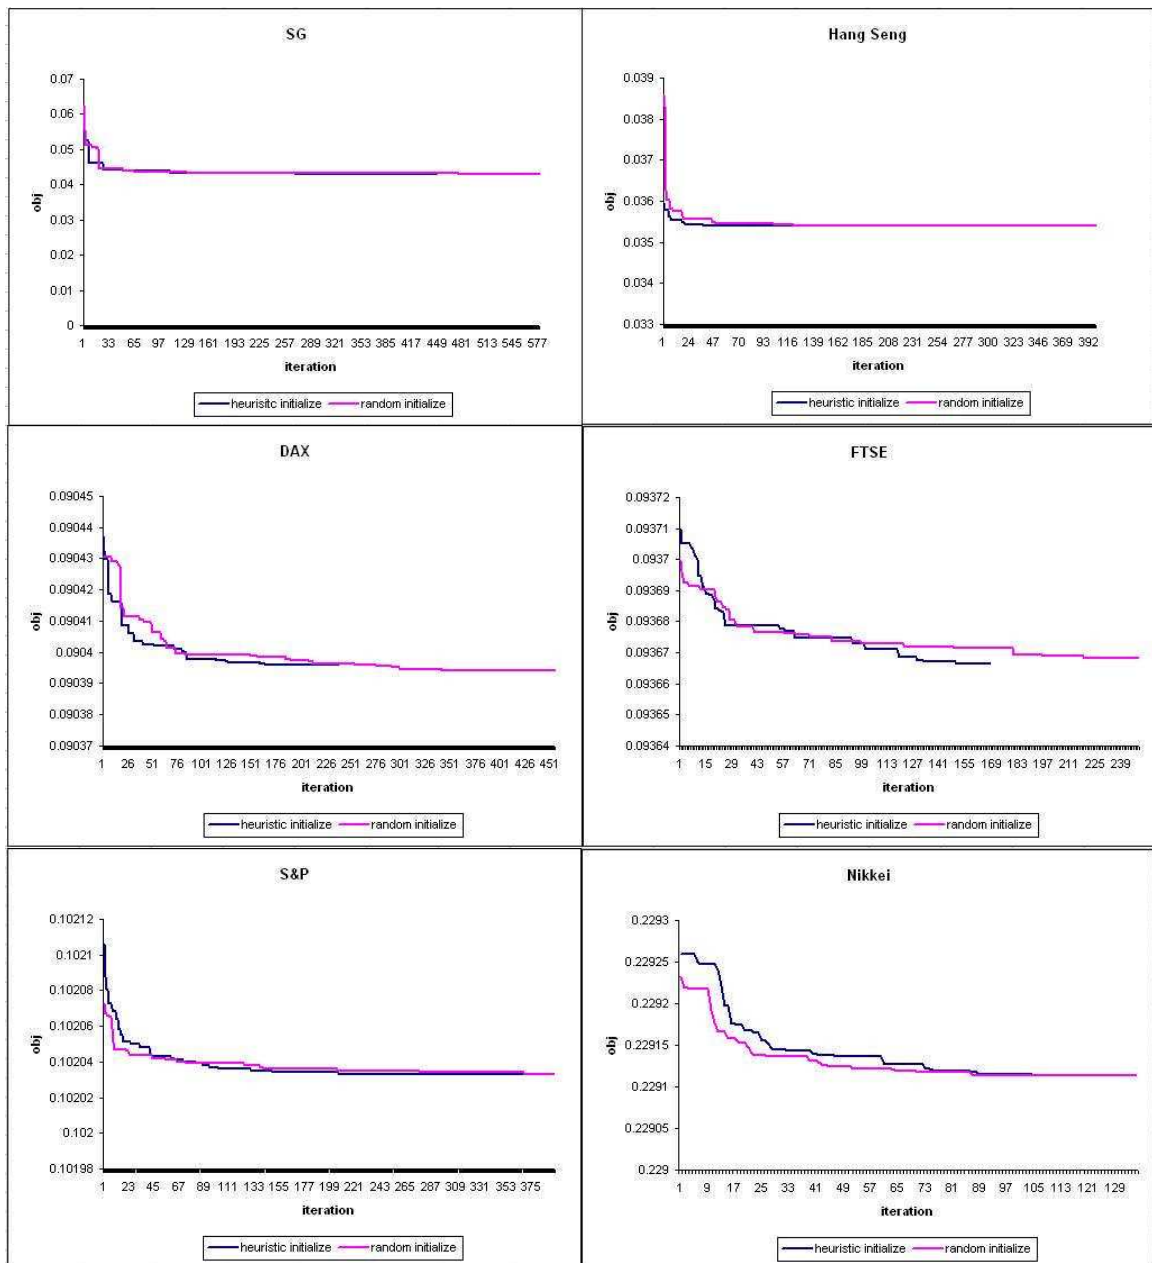 SG
0.07
0.06
0.05
0.04
0.03
0.02
0.01
0
obj
1 33 65 97 129 161 193 225 257 289 321 353 385 417 449 481 513 545 577
iteration
heurisitc initialize random initialize
Hang Seng
0.039
0.038
0.037
0.036
0.035
0.034
0.033
obj
1 24 47 70 93 116 139 162 185 208 231 254 277 300 323 346 369 392
iteration
heuristic initialize random initialize
DAX
0.09045
0.09044
0.09043
0.09042
0.09041
0.0904
0.09039
0.09038
0.09037
obj
1 26 51 76 101 126 151 176 201 226 251 276 301 326 351 376 401 426 451
iteration
heuristic initialize random initialize
FTSE
0.09372
0.09371
0.0937
0.09369
0.09368
0.09367
0.09366
0.09365
0.09364
obj
1 15 29 43 57 71 85 99 113 127 141 155 169 183 197 211 225 239
iteration
heuristic initialize random initialize
S&P
0.10212
0.1021
0.10208
0.10206
0.10204
0.10202
0.102
0.10198
obj
1 23 45 67 89 111 133 155 177 199 221 243 265 287 309 331 353 375
iteration
heuristic initialize random initialize
Nikkei
0.2293
0.22925
0.2292
0.22915
0.2291
0.22905
0.229
obj
1 9 17 25 33 41 49 57 65 73 81 89 97 105 113 121 129
iteration
heuristic initialize random initialize